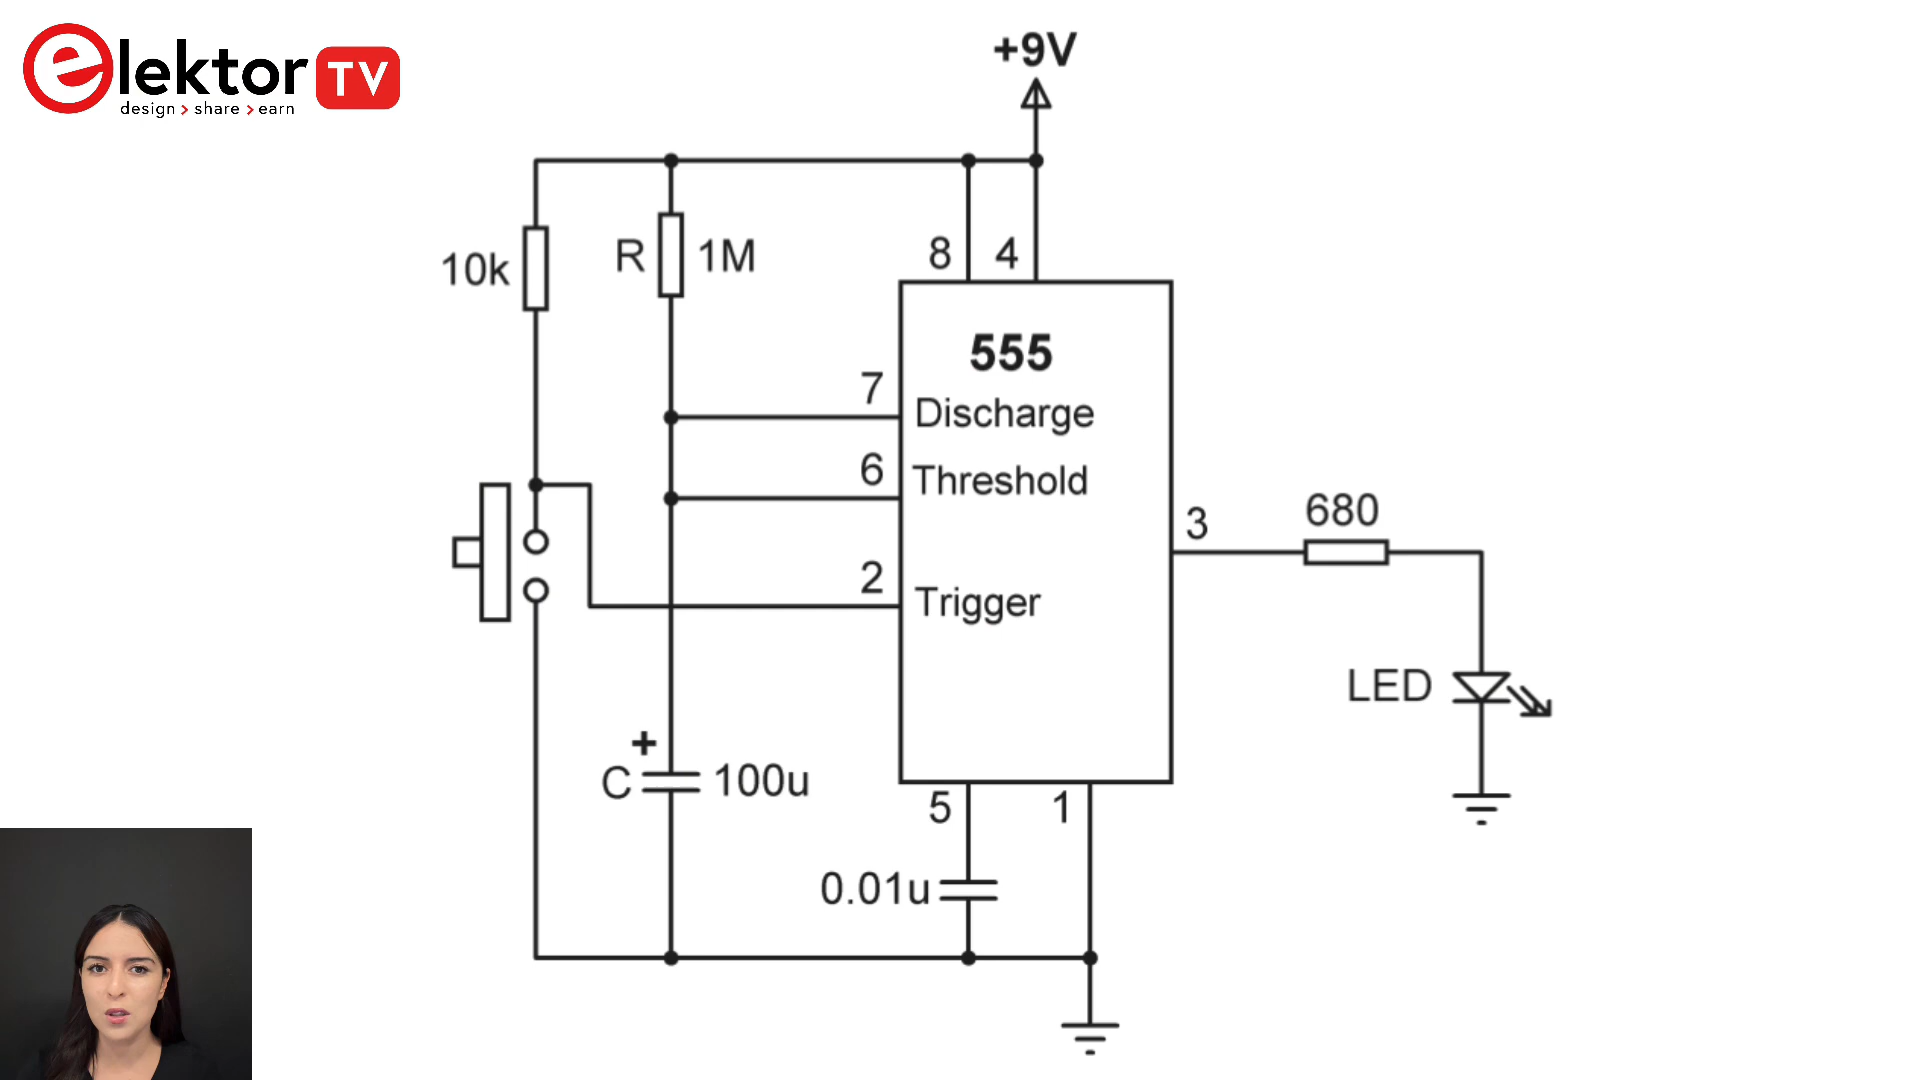 elektor TV
design > share > earn
+9V
8 4
10k
R 1M
555
7 Discharge
6 Threshold
2 Trigger
3
680
LED
+
C 100u
5 1
0.01u